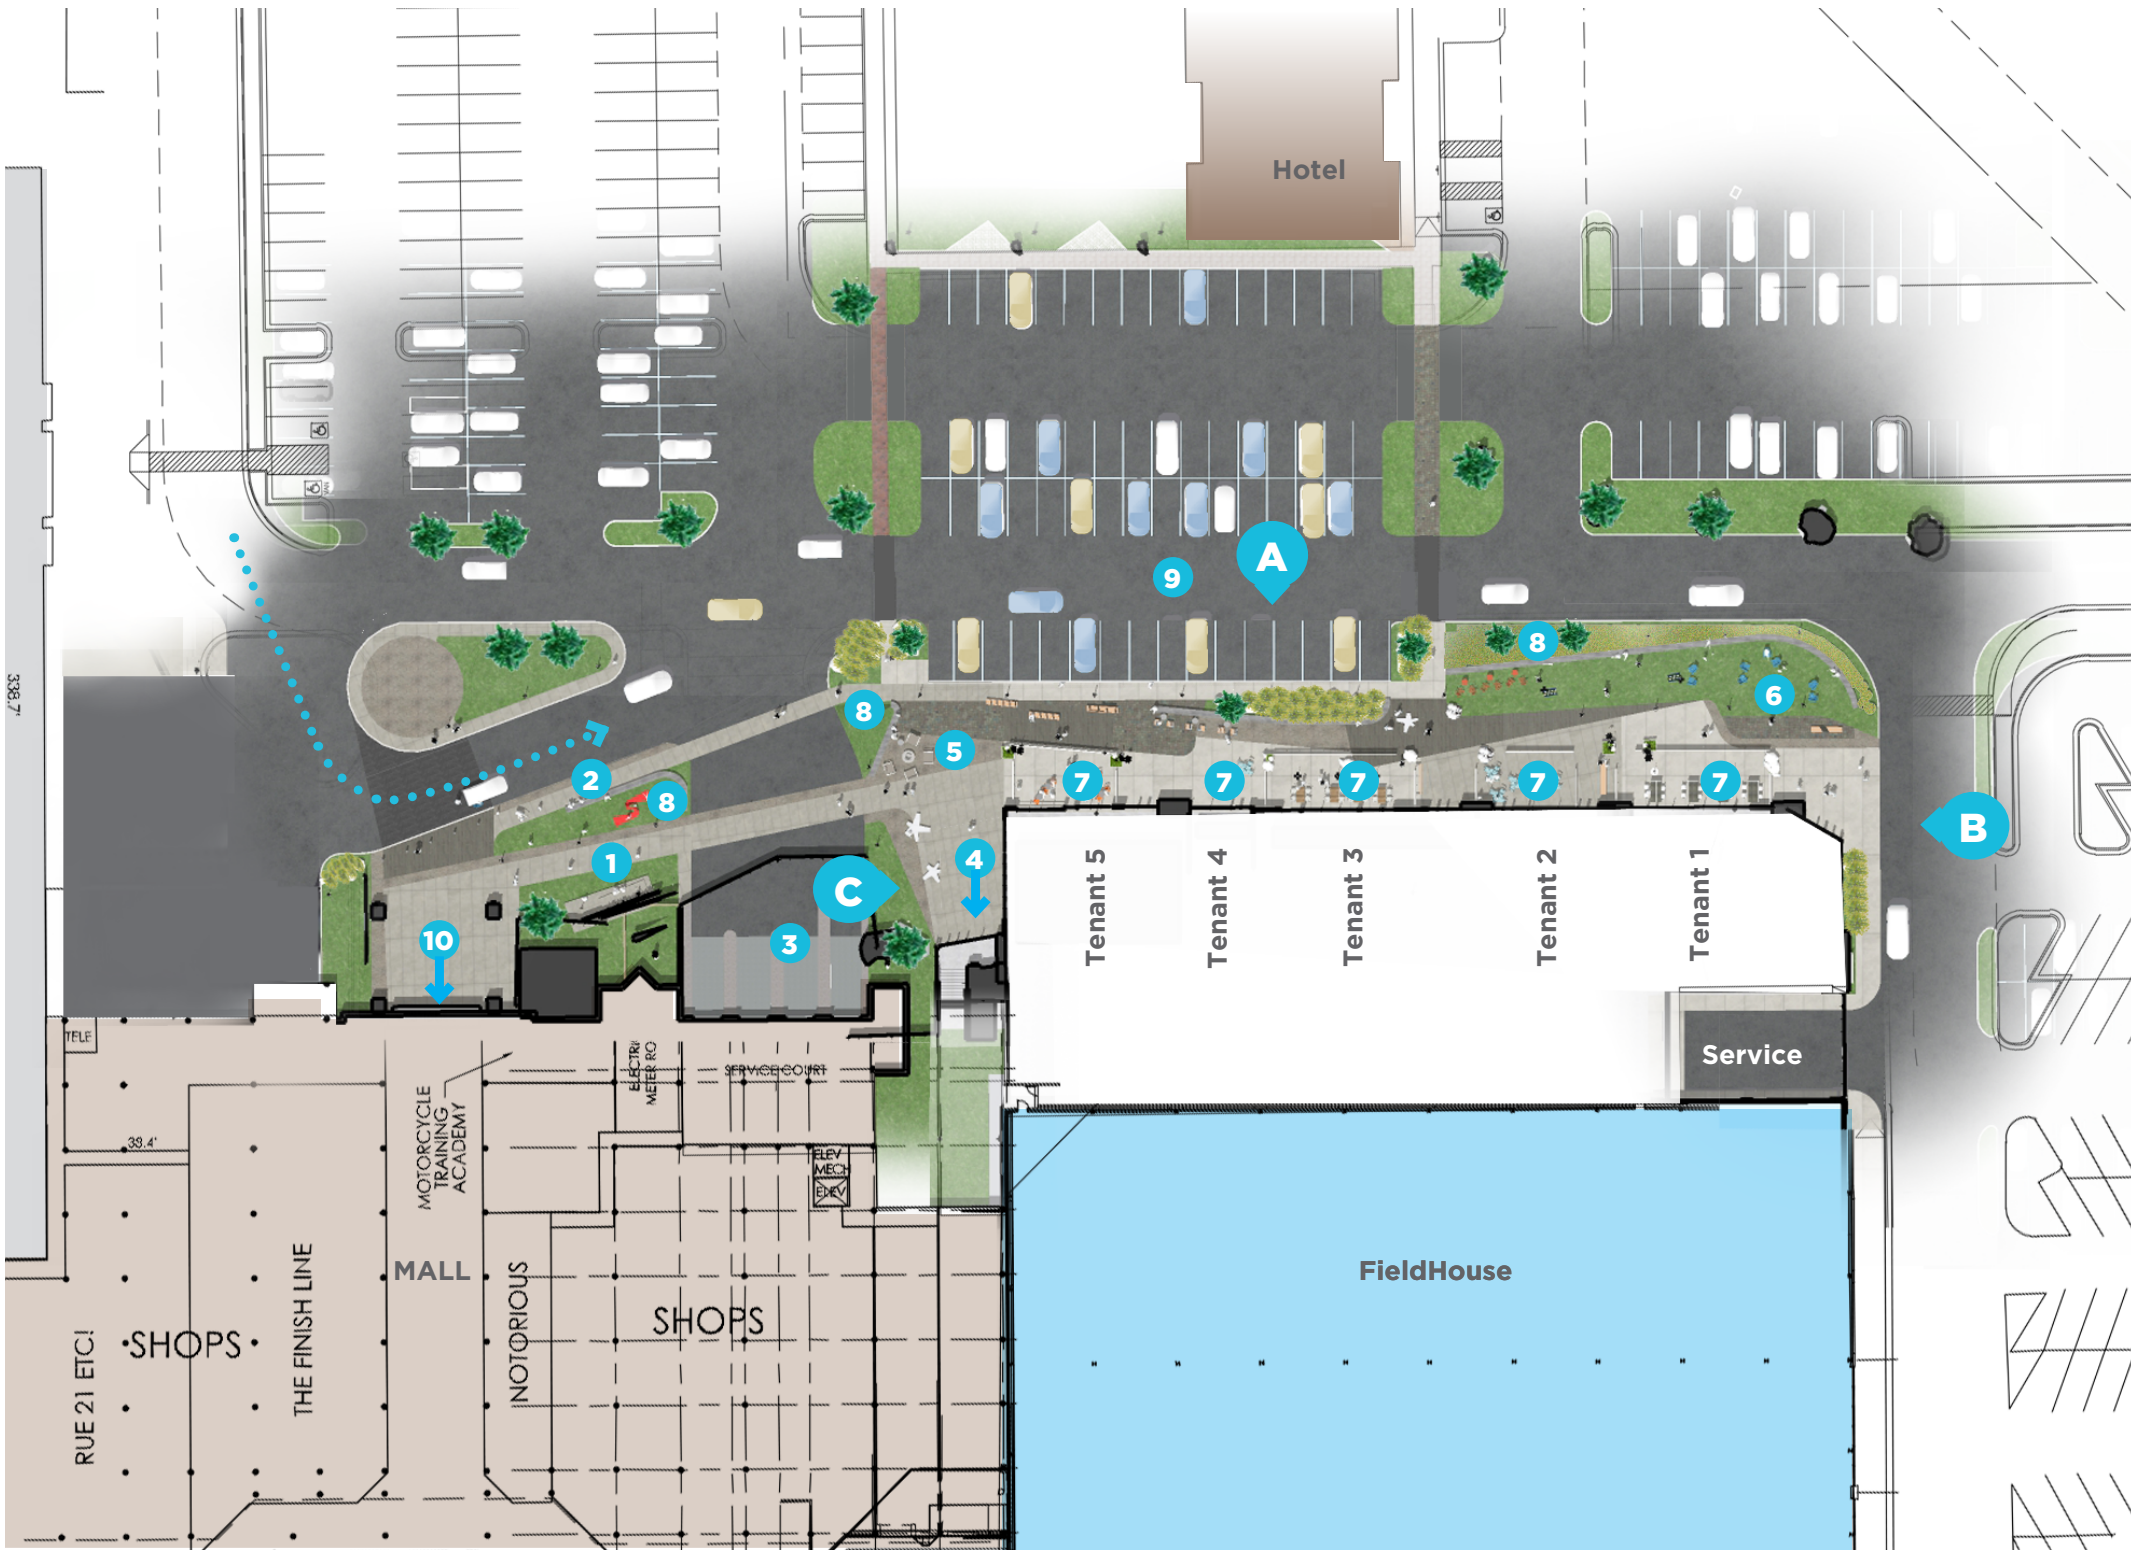 Hotel
A
9
8
6
8
5
2
8
7
7
7
7
7
B
1
4
C
10
3
Tenant 5
Tenant 4
Tenant 3
Tenant 2
Tenant 1
338.7'
TELE
ELECTRI
METER RO
SERVICE COURT
Service
MOTORCYCLE
TRAINING
ACADEMY
38.4'
ELEV
MECH
ELEV
MALL
FieldHouse
THE FINISH LINE
NOTORIOUS
SHOPS
SHOPS
RUE 21 ETC!